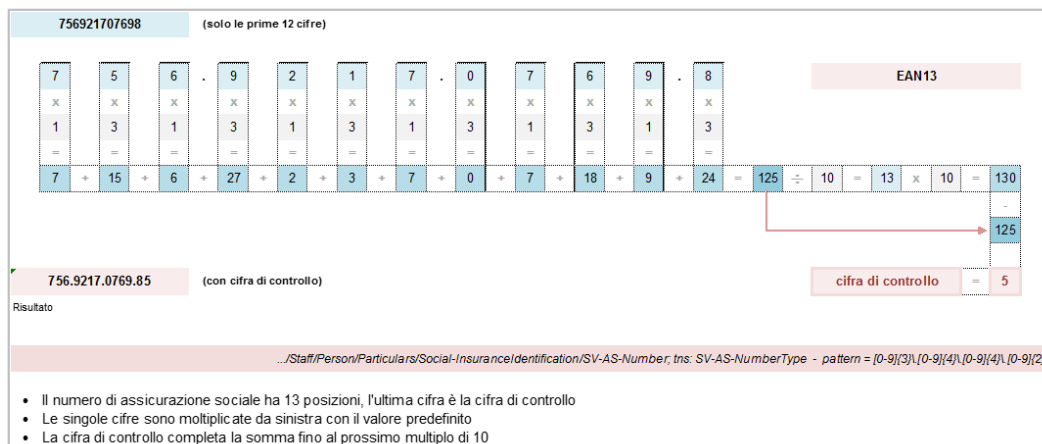 756921707698 (solo le prime 12 cifre)
7 5 6 . 9 2 1 7 . 0 7 6 9 . 8 EAN13
x x x x x x x x x x x x
1 3 1 3 1 3 1 3 1 3 1 3
= = = = = = = = = = = =
7 + 15 + 6 + 27 + 2 + 3 + 7 + 0 + 7 + 18 + 9 + 24 = 125 ÷ 10 = 13 x 10 = 130
-
125
756.9217.0769.85 (con cifra di controllo) cifra di controllo = 5
Risultato
.../Staff/Person/Particulars/Social-InsuranceIdentification/SV-AS-Number; tns: SV-AS-NumberType - pattern = [0-9]{3}\.[0-9]{4}\.[0-9]{4}\.[0-9]{2
• Il numero di assicurazione sociale ha 13 posizioni, l'ultima cifra è la cifra di controllo
• Le singole cifre sono moltiplicate da sinistra con il valore predefinito
• La cifra di controllo completa la somma fino al prossimo multiplo di 10